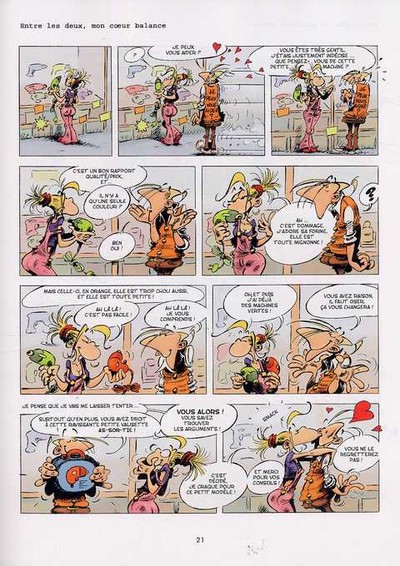 Entre les deux, mon cœur balance
JE PEUX
VOUS AIDER ?
VOUS ÊTES TRÈS GENTIL,
J'ÉTAIS JUSTEMENT INDÉCISE...
QUE PENSEZ-VOUS DE CETTE
PETITE MACHINE ?
C'EST UN BON RAPPORT
QUALITÉ/PRIX,
ET...
IL N'Y A
QU'UNE SEULE
COULEUR ?
BEN
OUI !
AH ...
C'EST DOMMAGE,
J'ADORE SA FORME,
ELLE EST
TOUTE MIGNONNE !
?
MAIS CELLE-CI, EN ORANGE, ELLE EST TROP CHOU AUSSI,
ET ELLE EST TOUTE PETITE !
AH LÀ LÀ !
C'EST PAS FACILE !
AH LÀ LÀ !
JE VOUS
COMPRENDS !
ET PUIS
J'AI DÉJÀ
DES MACHINES
VERTES !
VOUS AVEZ RAISON,
IL FAUT OSER,
ÇA VOUS CHANGERA !
JE PENSE QUE JE VAIS ME LAISSER TENTER ...
SURTOUT QU'EN PLUS, VOUS AVEZ DROIT
À CETTE RAVISSANTE PETITE VALISETTE
AS-SOR-TIE !
VOUS ALORS !
VOUS SAVEZ
TROUVER
LES ARGUMENTS !
C'EST
DÉCIDÉ,
JE CRAQUE POUR
CE PETIT MODÈLE !
SMACK
ET MERCI
POUR VOS
CONSEILS !
VOUS NE LE
REGRETTEREZ
PAS !
21